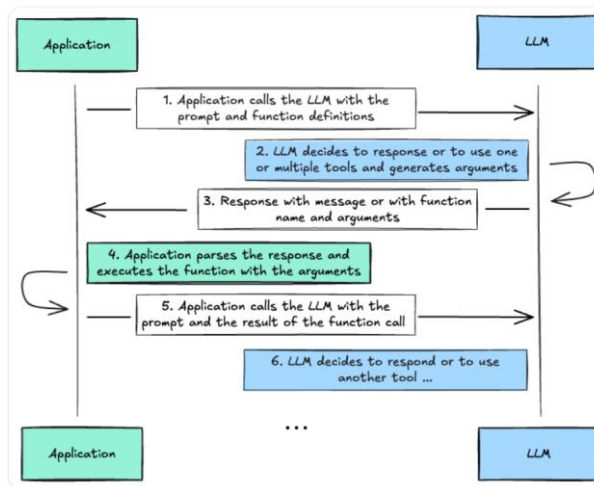 Application
LLM
1. Application calls the LLM with the
prompt and function definitions
2. LLM decides to response or to use one
or multiple tools and generates arguments
3. Response with message or with function
name and arguments
4. Application parses the response and
executes the function with the arguments
5. Application calls the LLM with the
prompt and the result of the function call
6. LLM decides to respond or to use
another tool ...
...
Application
LLM